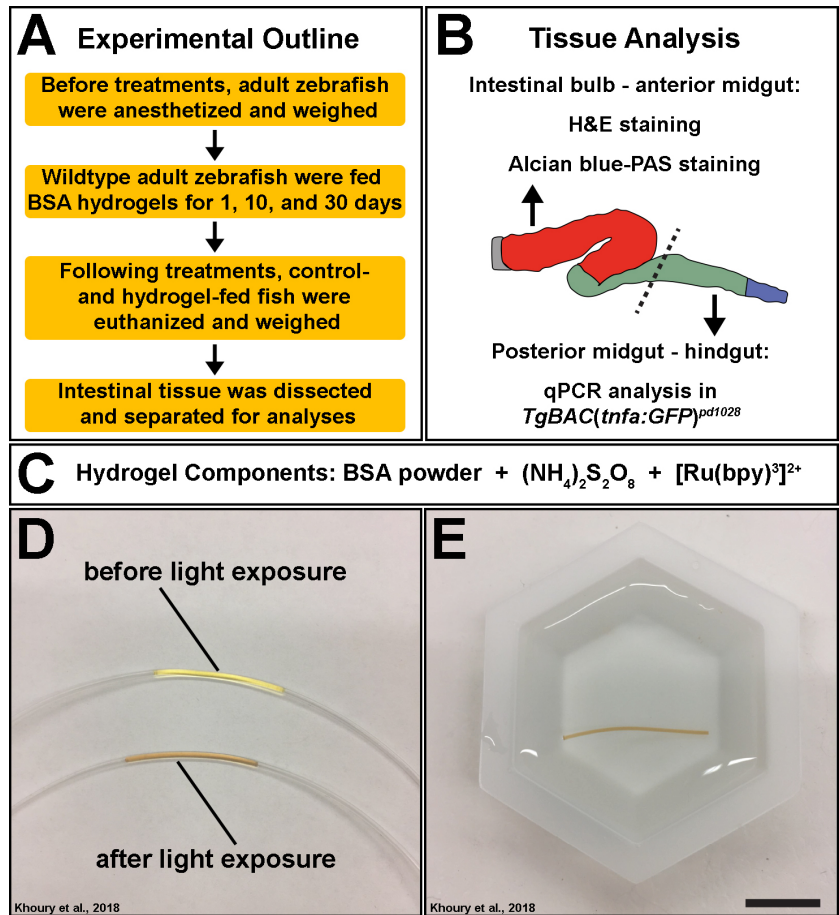 A Experimental Outline
Before treatments, adult zebrafish
were anesthetized and weighed
Wildtype adult zebrafish were fed
BSA hydrogels for 1, 10, and 30 days
Following treatments, control-
and hydrogel-fed fish were
euthanized and weighed
Intestinal tissue was dissected
and separated for analyses
B Tissue Analysis
Intestinal bulb - anterior midgut:
H&E staining
Alcian blue-PAS staining
Posterior midgut - hindgut:
qPCR analysis in
TgBAC(tnfa:GFP)ᵖᵈ¹⁰²⁸
C Hydrogel Components: BSA powder + (NH₄)₂S₂O₈ + [Ru(bpy)³]²⁺
D
before light exposure
after light exposure
Khoury et al., 2018
E
Khoury et al., 2018